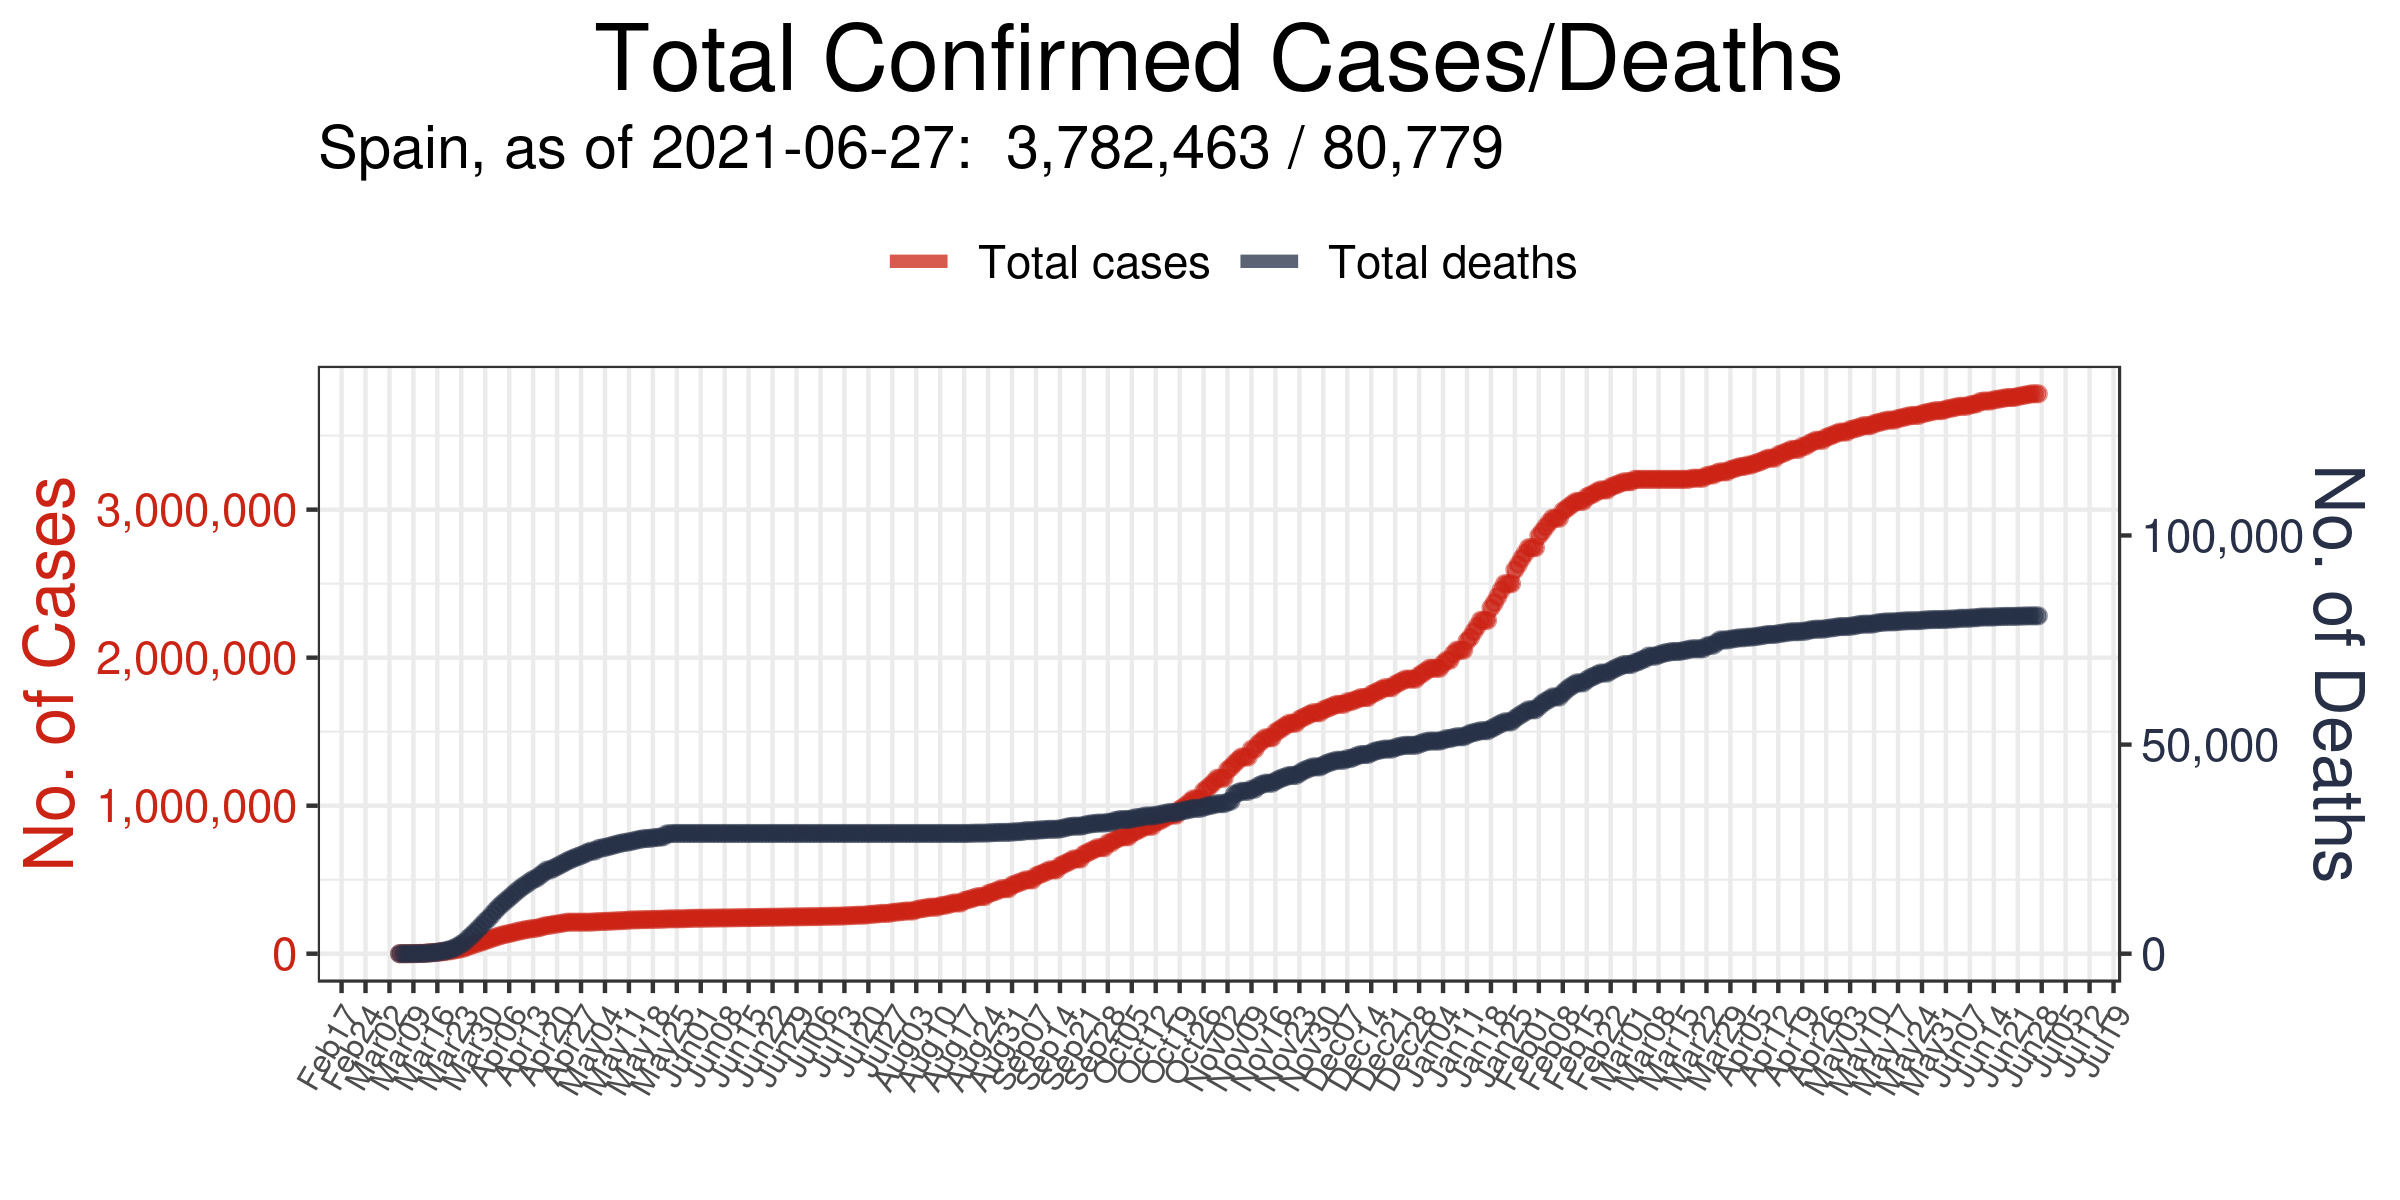 Total Confirmed Cases/Deaths
Spain, as of 2021-06-27:  3,782,463 / 80,779
Total cases Total deaths
No. of Cases
3,000,000
2,000,000
1,000,000
0
100,000
50,000
0
No. of Deaths
Feb17
Feb24
Mar02
Mar09
Mar16
Mar23
Mar30
Apr06
Apr13
Apr20
Apr27
May04
May11
May18
May25
Jun01
Jun08
Jun15
Jun22
Jun29
Jul06
Jul13
Jul20
Jul27
Aug03
Aug10
Aug17
Aug24
Aug31
Sep07
Sep14
Sep21
Sep28
Oct05
Oct12
Oct19
Oct26
Nov02
Nov09
Nov16
Nov23
Nov30
Dec07
Dec14
Dec21
Dec28
Jan04
Jan11
Jan18
Jan25
Feb01
Feb08
Feb15
Feb22
Mar01
Mar08
Mar15
Mar22
Mar29
Apr05
Apr12
Apr19
Apr26
May03
May10
May17
May24
May31
Jun07
Jun14
Jun21
Jun28
Jul05
Jul12
Jul19